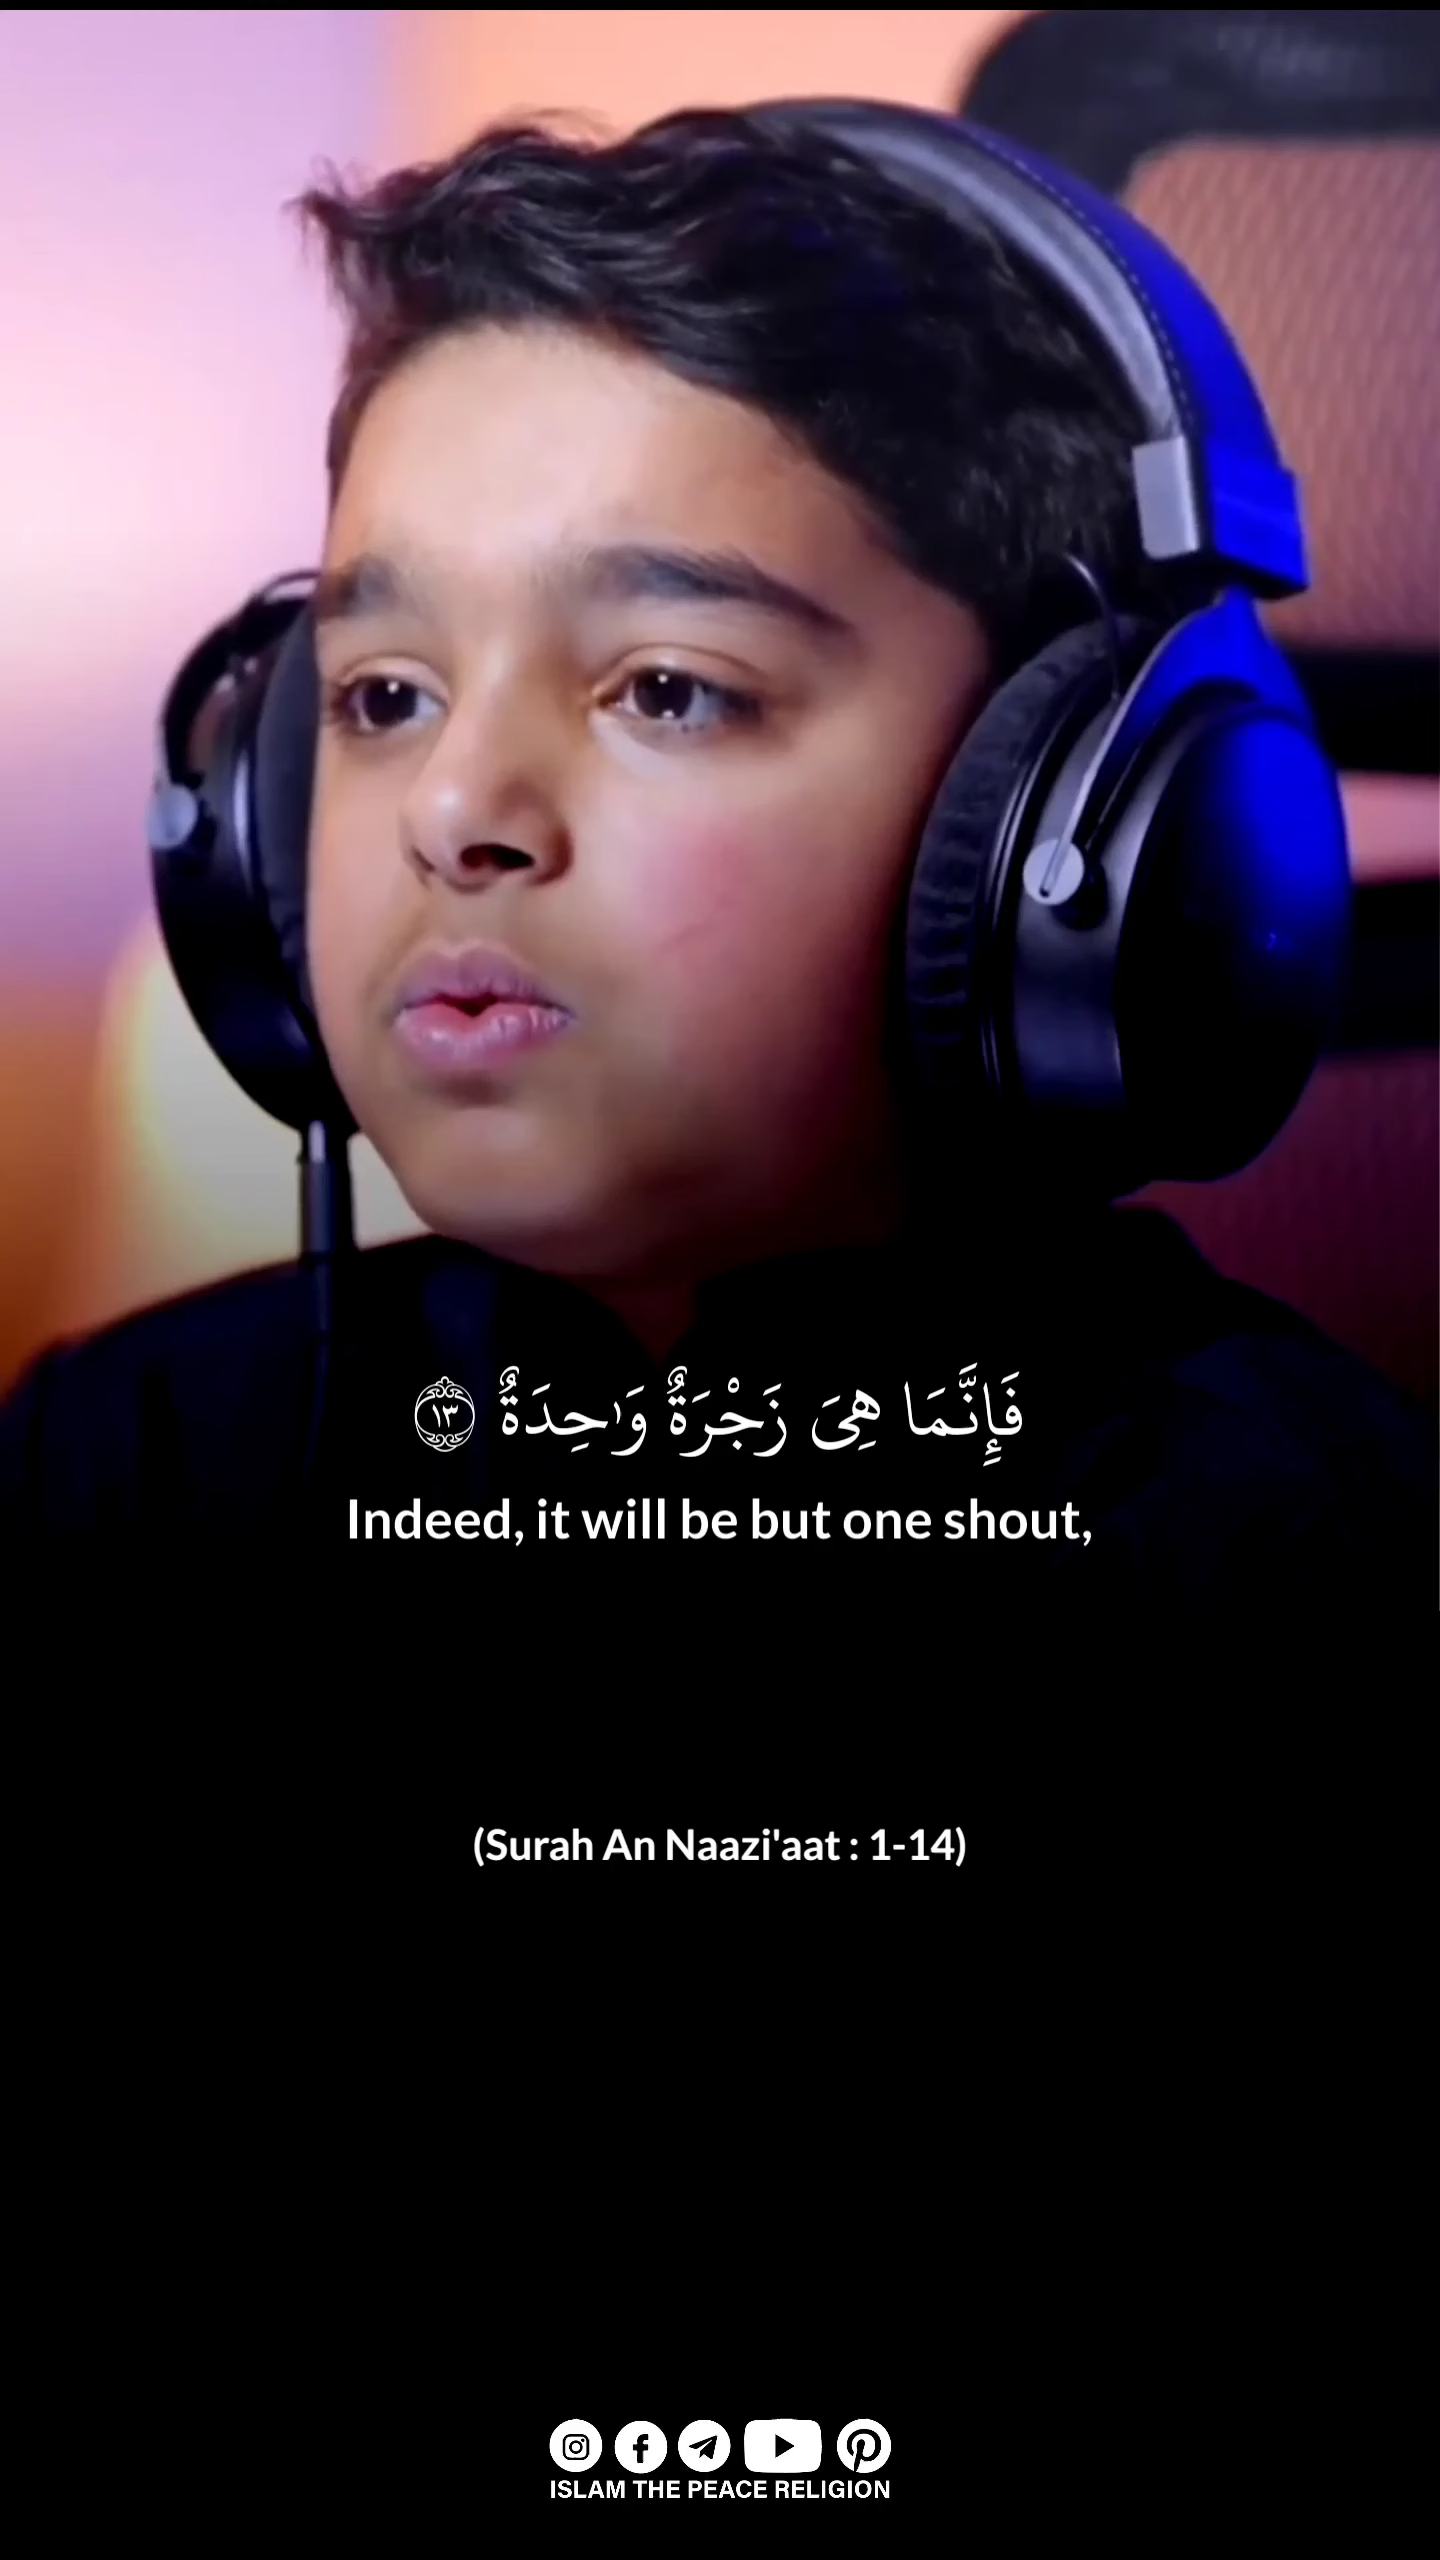 فَإِنَّمَا هِىَ زَجْرَةٌ وَٰحِدَةٌ ١٣
Indeed, it will be but one shout,
(Surah An Naazi'aat : 1-14)
ISLAM THE PEACE RELIGION